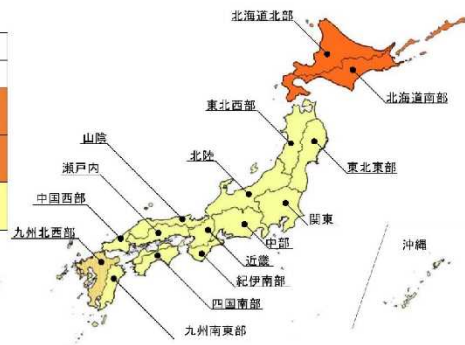 北海道北部
北海道南部
東北西部
山陰
北陸
東北東部
瀬戸内
中国西部
関東
九州北西部
中部
沖縄
近畿
紀伊南部
四国南部
九州南東部